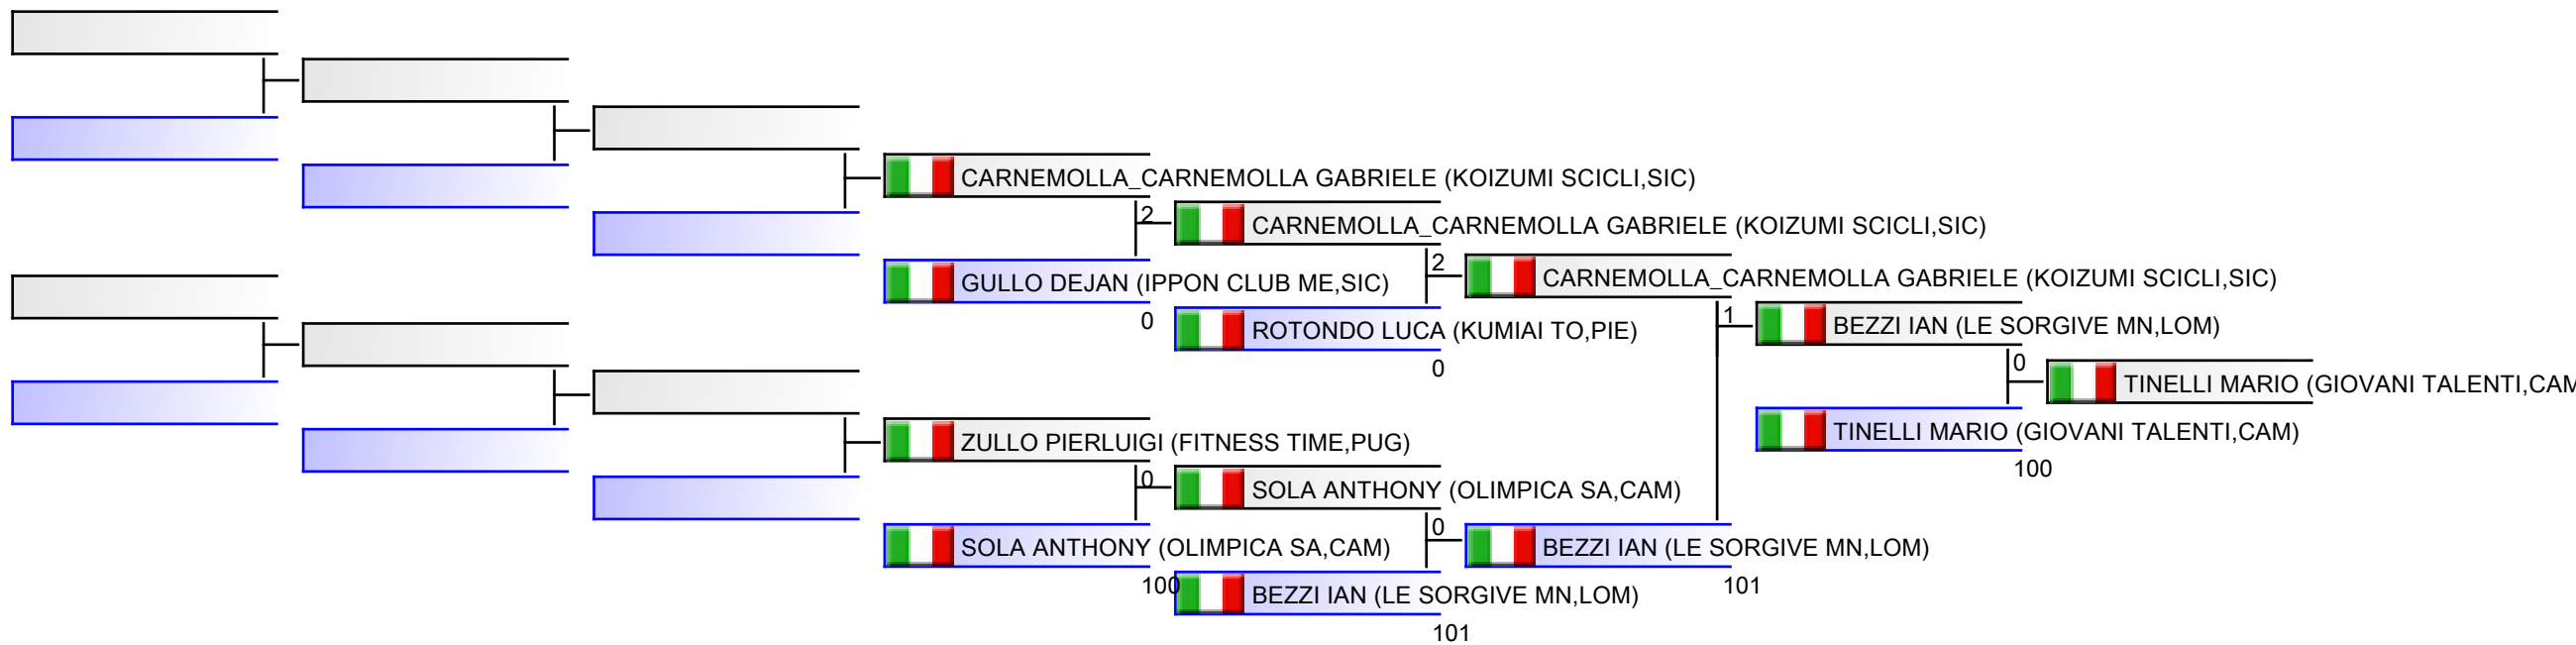 CARNEMOLLA_CARNEMOLLA GABRIELE (KOIZUMI SCICLI,SIC)
2
CARNEMOLLA_CARNEMOLLA GABRIELE (KOIZUMI SCICLI,SIC)
GULLO DEJAN (IPPON CLUB ME,SIC)
2
CARNEMOLLA_CARNEMOLLA GABRIELE (KOIZUMI SCICLI,SIC)
0
ROTONDO LUCA (KUMIAI TO,PIE)
1
BEZZI IAN (LE SORGIVE MN,LOM)
0
0
TINELLI MARIO (GIOVANI TALENTI,CAM
ZULLO PIERLUIGI (FITNESS TIME,PUG)
TINELLI MARIO (GIOVANI TALENTI,CAM)
100
0
SOLA ANTHONY (OLIMPICA SA,CAM)
SOLA ANTHONY (OLIMPICA SA,CAM)
0
BEZZI IAN (LE SORGIVE MN,LOM)
100
BEZZI IAN (LE SORGIVE MN,LOM)
101
101